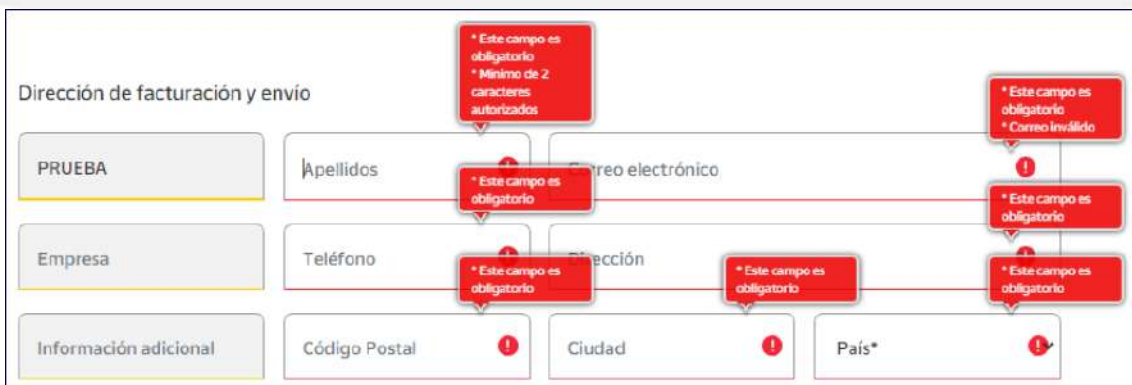 Dirección de facturación y envío
* Este campo es
obligatorio
* Mínimo de 2
caracteres
autorizados
* Este campo es
obligatorio
* Correo inválido
PRUEBA
Apellidos
Correo electrónico
* Este campo es
obligatorio
* Este campo es
obligatorio
Empresa
Teléfono
Dirección
* Este campo es
obligatorio
* Este campo es
obligatorio
* Este campo es
obligatorio
Información adicional
Código Postal
Ciudad
País*